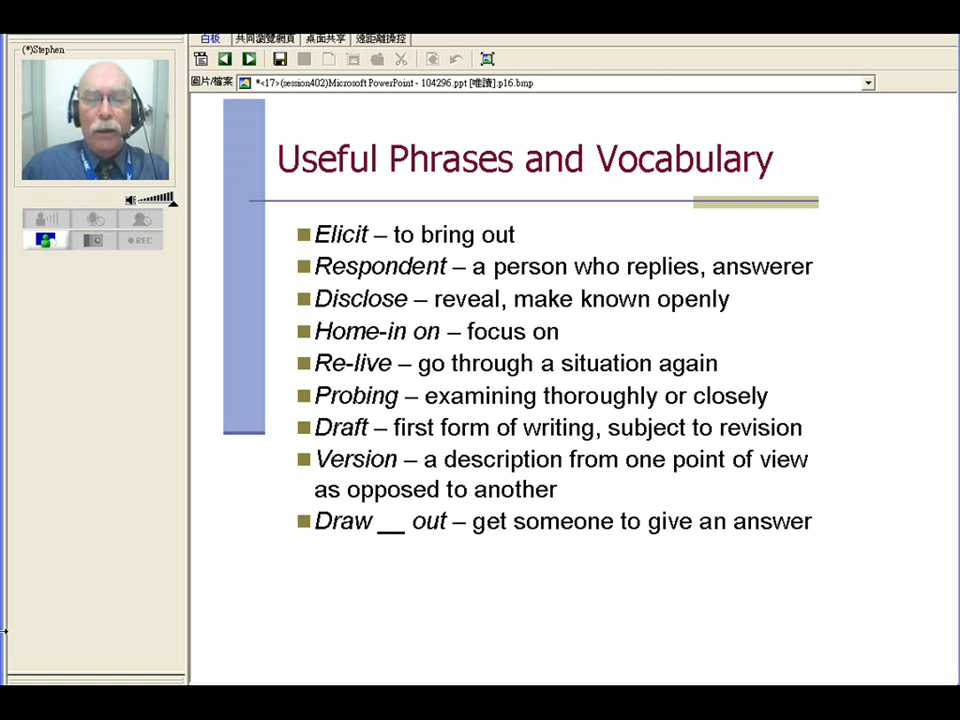 (*)Stephen
白板 共同瀏覽網頁 桌面共享 遠距離操控
圖片/檔案 *<17>(session402)Microsoft PowerPoint - 104296.ppt [唯讀].p16.bmp
REC
Useful Phrases and Vocabulary
Elicit – to bring out
Respondent – a person who replies, answerer
Disclose – reveal, make known openly
Home-in on – focus on
Re-live – go through a situation again
Probing – examining thoroughly or closely
Draft – first form of writing, subject to revision
Version – a description from one point of view
as opposed to another
Draw __ out – get someone to give an answer